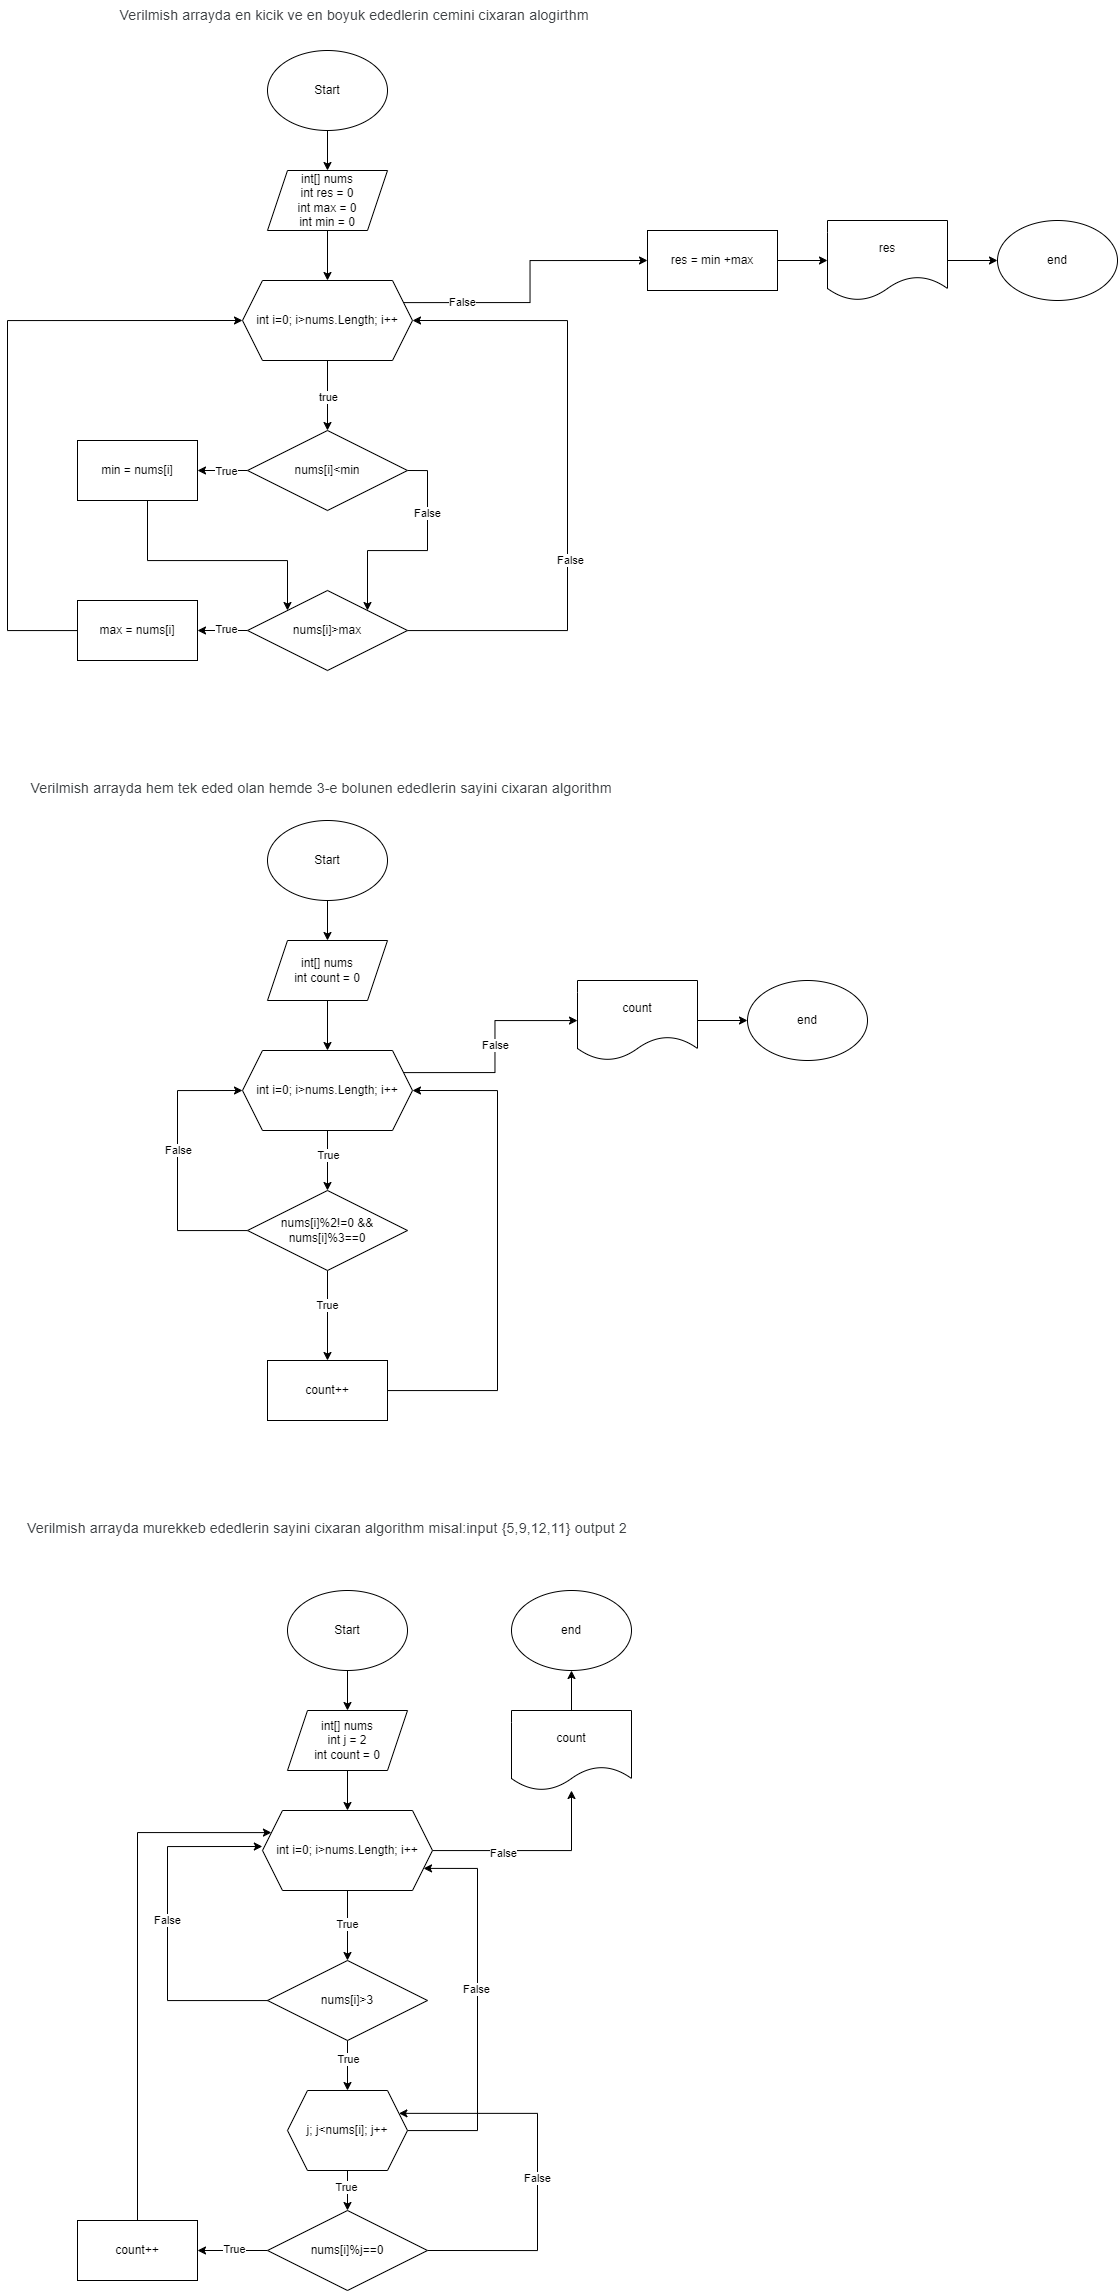 Verilmish arrayda en kicik ve en boyuk ededlerin cemini cixaran alogirthm
Start
int[] nums
int res = 0
int max = 0
int min = 0
int i=0; i>nums.Length; i++
False
res = min +max
res
end
true
nums[i]<min
True
min = nums[i]
False
False
nums[i]>max
True
max = nums[i]
Verilmish arrayda hem tek eded olan hemde 3-e bolunen ededlerin sayini cixaran algorithm
Start
int[] nums
int count = 0
int i=0; i>nums.Length; i++
False
count
end
False
True
nums[i]%2!=0 &&
nums[i]%3==0
True
count++
Verilmish arrayda murekkeb ededlerin sayini cixaran algorithm misal:input {5,9,12,11} output 2
Start
end
int[] nums
int j = 2
int count = 0
count
int i=0; i>nums.Length; i++
False
False
True
nums[i]>3
False
True
j; j<nums[i]; j++
True
False
nums[i]%j==0
True
count++